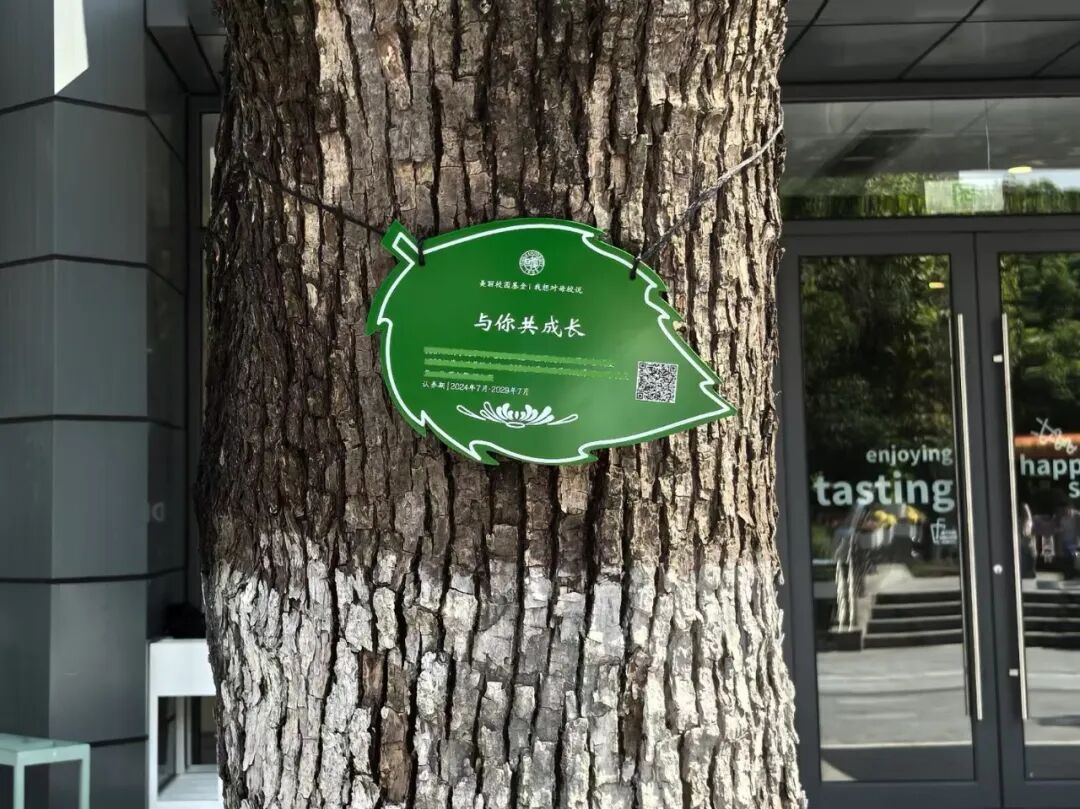 美丽校园基金 | 我想对母校说
与你共成长
认养期 | 2024年7月-2029年7月
enjoying
tasting
happ
s